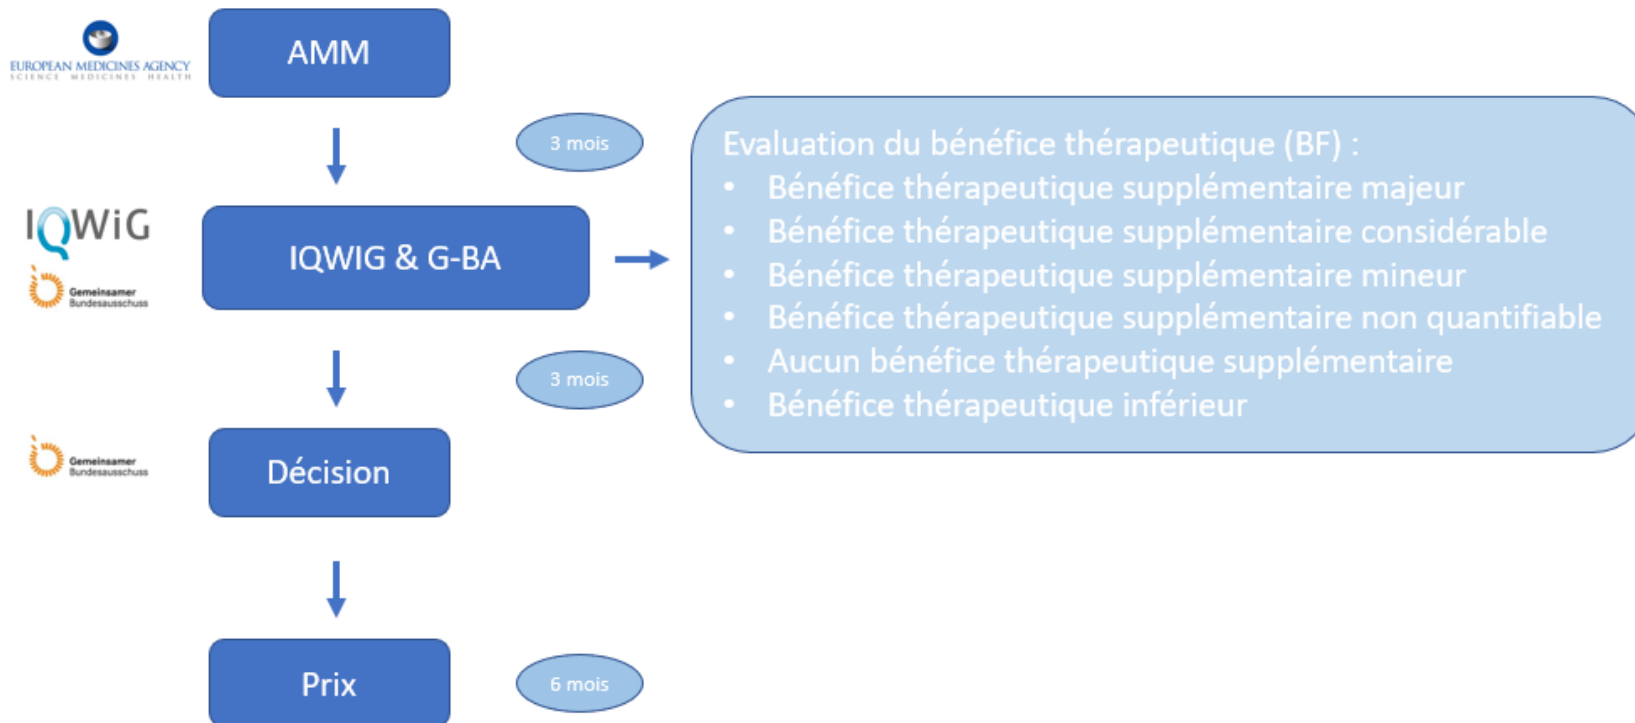 EUROPEAN MEDICINES AGENCY
SCIENCE MEDICINES HEALTH
AMM
3 mois
Evaluation du bénéfice thérapeutique (BF) :
• Bénéfice thérapeutique supplémentaire majeur
• Bénéfice thérapeutique supplémentaire considérable
• Bénéfice thérapeutique supplémentaire mineur
• Bénéfice thérapeutique supplémentaire non quantifiable
• Aucun bénéfice thérapeutique supplémentaire
• Bénéfice thérapeutique inférieur
IQWiG
Gemeinsamer
Bundesausschuss
IQWIG & G-BA
3 mois
Gemeinsamer
Bundesausschuss
Décision
Prix
6 mois